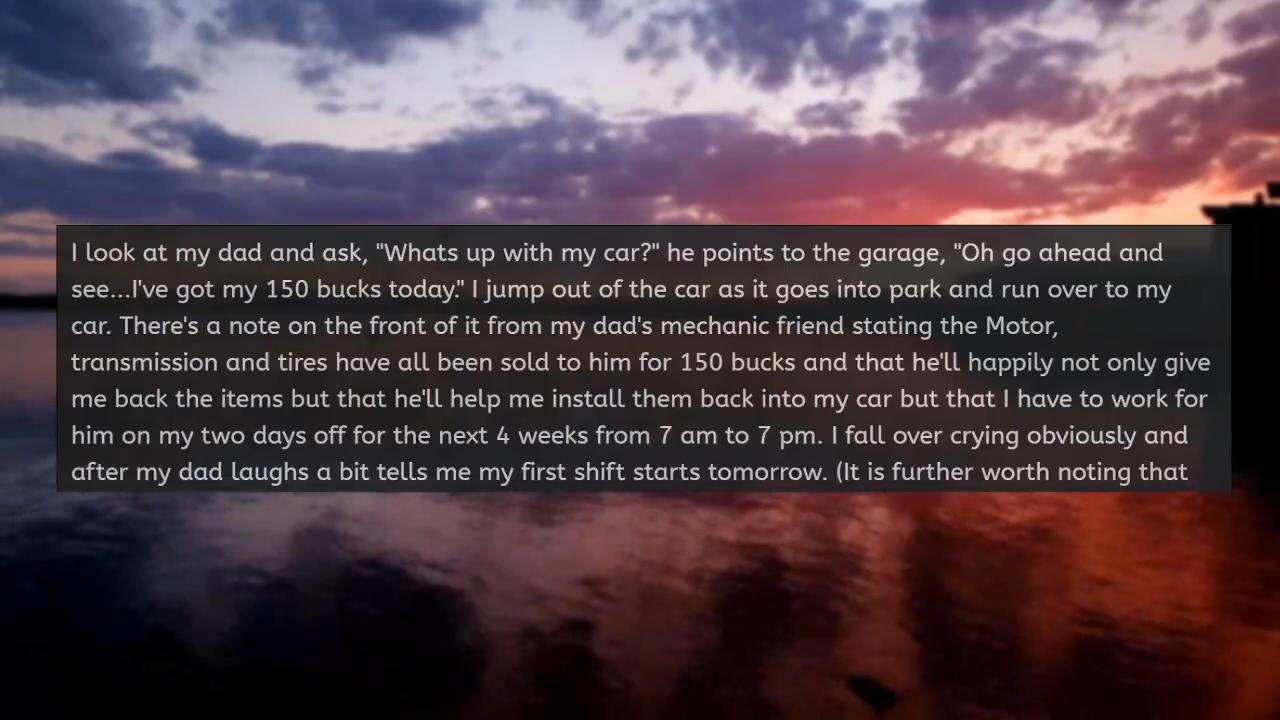 I look at my dad and ask, "Whats up with my car?" he points to the garage, "Oh go ahead and
see...I've got my 150 bucks today." I jump out of the car as it goes into park and run over to my
car. There's a note on the front of it from my dad's mechanic friend stating the Motor,
transmission and tires have all been sold to him for 150 bucks and that he'll happily not only give
me back the items but that he'll help me install them back into my car but that I have to work for
him on my two days off for the next 4 weeks from 7 am to 7 pm. I fall over crying obviously and
after my dad laughs a bit tells me my first shift starts tomorrow. (It is further worth noting that